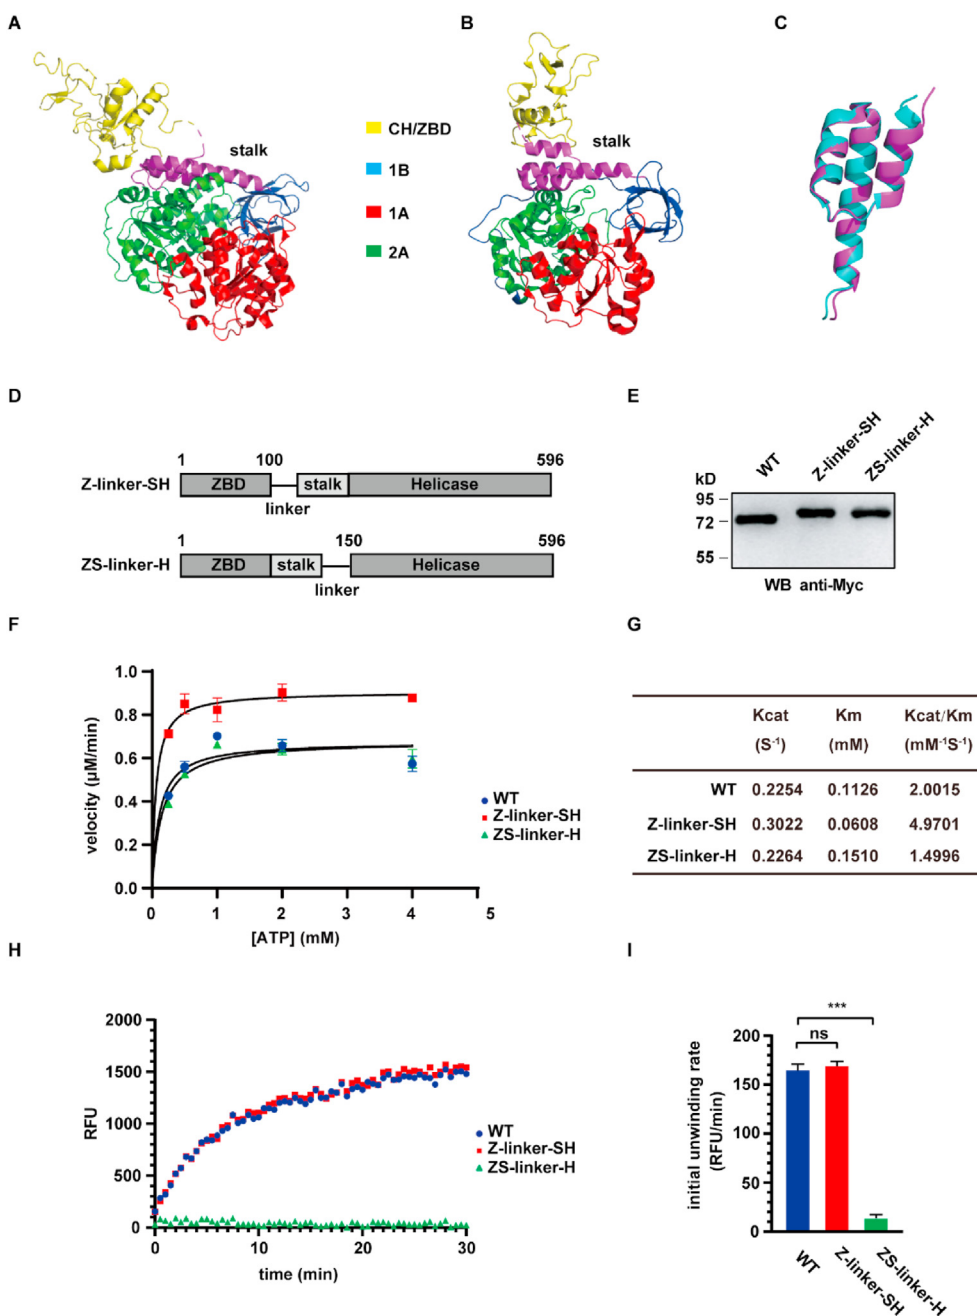 A
B
C
stalk
stalk
CH/ZBD
1B
1A
2A
D
E
1 100 596
Z-linker-SH ZBD stalk Helicase
linker
1 150 596
ZS-linker-H ZBD stalk Helicase
linker
WT Z-linker-SH ZS-linker-H
kD
95
72
55
WB anti-Myc
F
velocity (μM/min)
1.0
0.8
0.6
0.4
0.2
0.0
0 1 2 3 4 5
[ATP] (mM)
WT
Z-linker-SH
ZS-linker-H
G
Kcat Km Kcat/Km
(S⁻¹) (mM) (mM⁻¹S⁻¹)
WT 0.2254 0.1126 2.0015
Z-linker-SH 0.3022 0.0608 4.9701
ZS-linker-H 0.2264 0.1510 1.4996
H
RFU
2000
1500
1000
500
0
0 10 20 30
time (min)
WT
Z-linker-SH
ZS-linker-H
I
initial unwinding rate
(RFU/min)
200
150
100
50
0
***
ns
WT
Z-linker-SH
ZS-linker-H